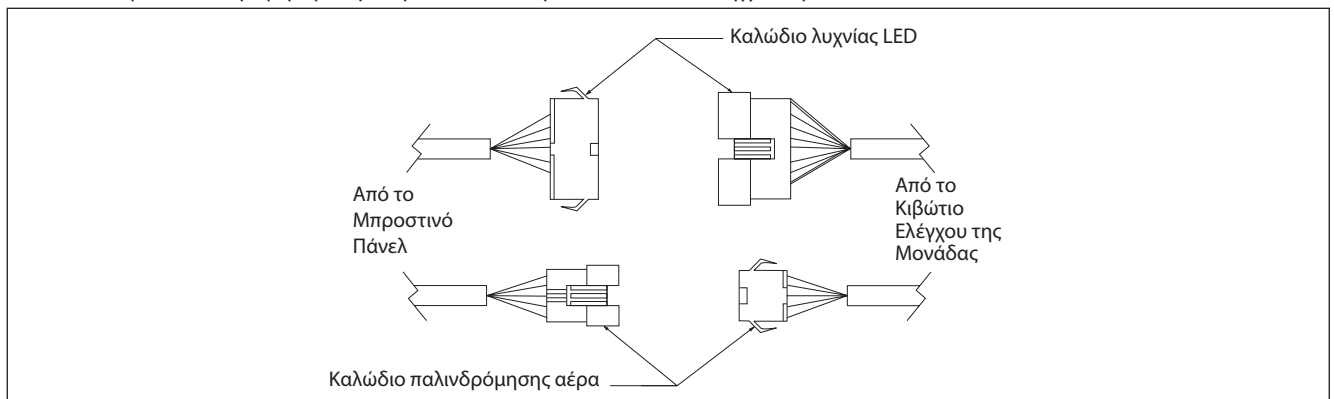 Καλώδιο λυχνίας LED
Από το
Μπροστινό
Πάνελ
Από το
Κιβώτιο
Ελέγχου της
Μονάδας
Καλώδιο παλινδρόμησης αέρα